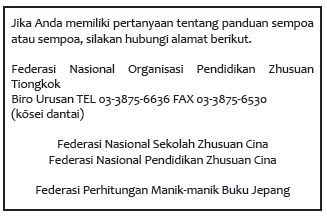 Jika Anda memiliki pertanyaan tentang panduan sempoa
atau sempoa, silakan hubungi alamat berikut.
Federasi Nasional Organisasi Pendidikan Zhusuan
Tiongkok
Biro Urusan TEL 03-3875-6636 FAX 03-3875-6530
(kōsei dantai)
Federasi Nasional Sekolah Zhusuan Cina
Federasi Nasional Pendidikan Zhusuan Cina
Federasi Perhitungan Manik-manik Buku Jepang